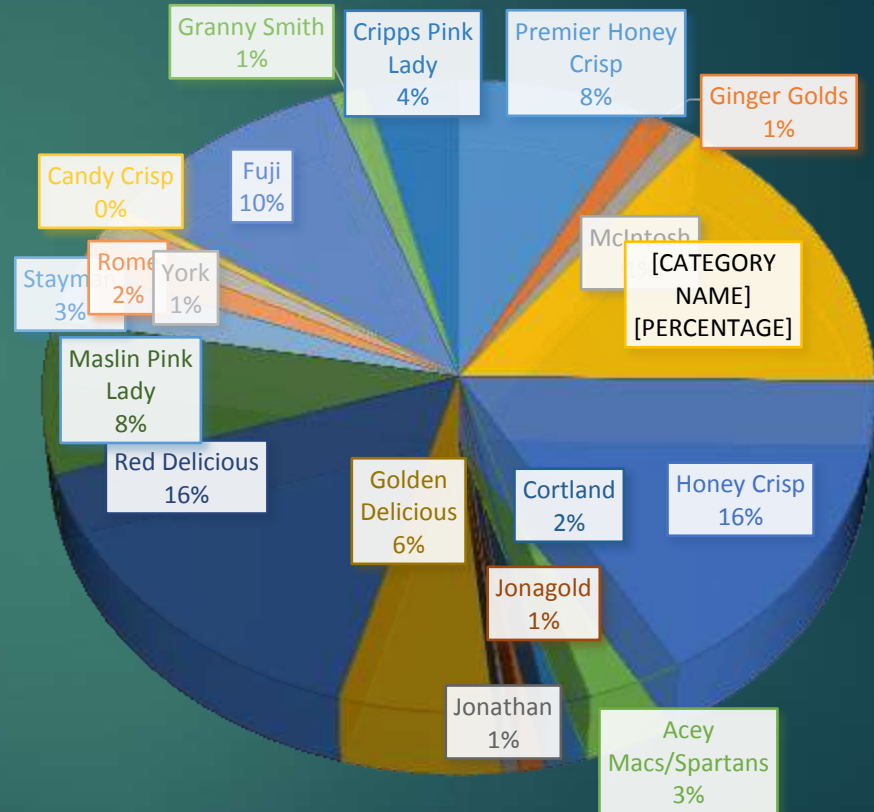 Granny Smith
1%
Cripps Pink
Lady
4%
Premier Honey
Crisp
8%
Ginger Golds
1%
McIntosh
[CATEGORY
NAME]
[PERCENTAGE]
Honey Crisp
16%
Acey
Macs/Spartans
3%
Cortland
2%
Jonagold
1%
Jonathan
1%
Golden
Delicious
6%
Red Delicious
16%
Maslin Pink
Lady
8%
Stayman
3%
Rome
2%
York
1%
Candy Crisp
0%
Fuji
10%